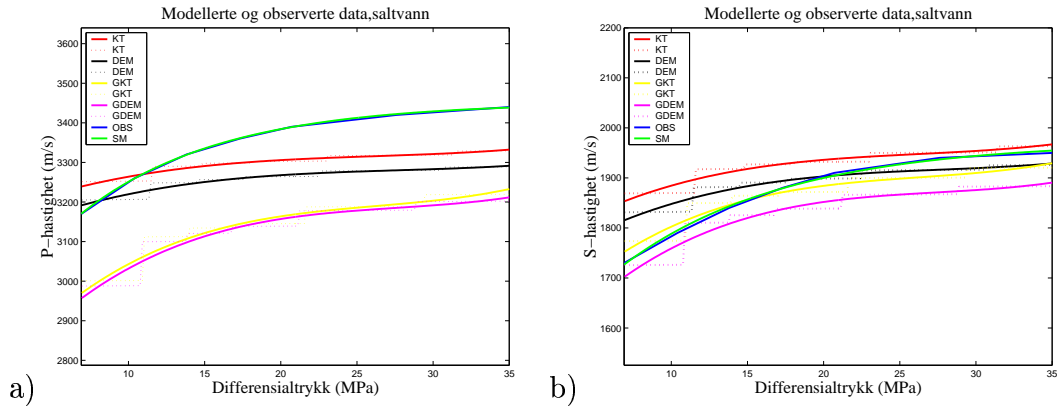 Modellerte og observerte data,saltvann
3600
3500
3400
3300
3200
3100
3000
2900
2800
10
15
20
25
30
35
P−hastighet (m/s)
Differensialtrykk (MPa)
KT
KT
DEM
DEM
GKT
GKT
GDEM
GDEM
OBS
SM
a)
Modellerte og observerte data,saltvann
2100
2000
1900
1800
1700
1600
10
15
20
25
30
35
S−hastighet (m/s)
Differensialtrykk (MPa)
KT
KT
DEM
DEM
GKT
GKT
GDEM
GDEM
OBS
SM
b)